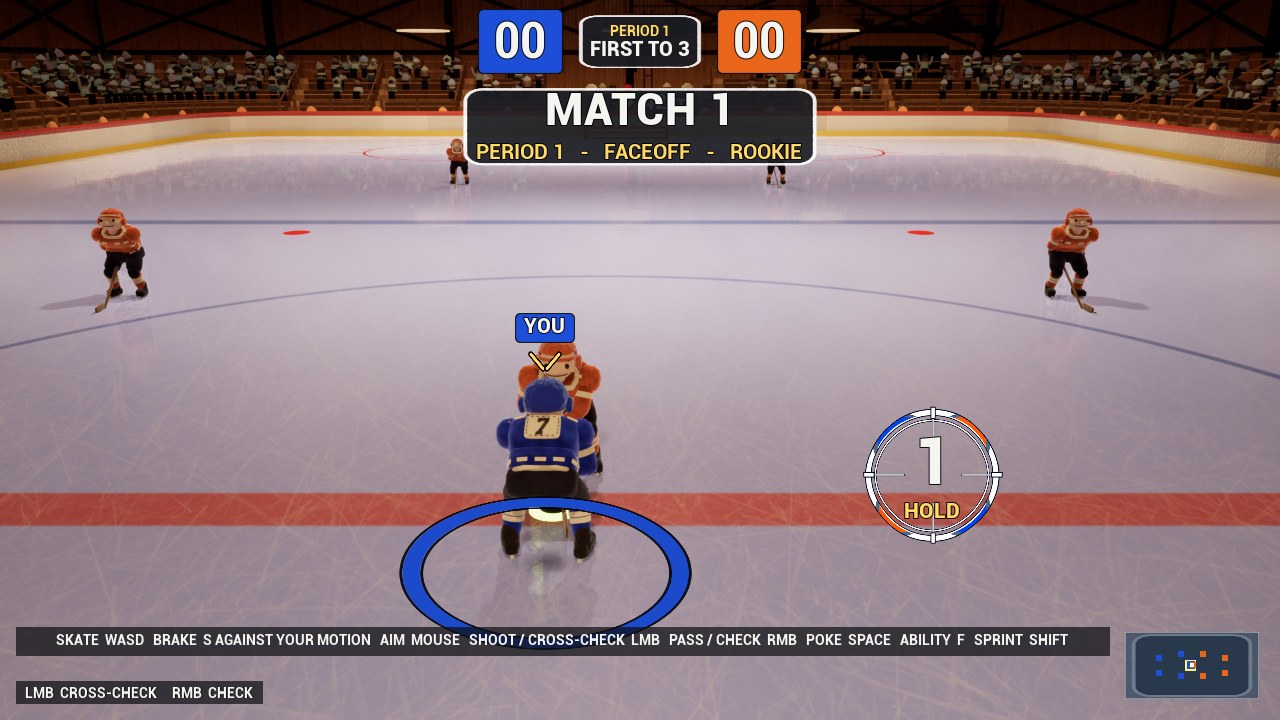 00
PERIOD 1
FIRST TO 3
00
MATCH 1
PERIOD 1 - FACEOFF - ROOKIE
YOU
7
1
HOLD
SKATE WASD BRAKE S AGAINST YOUR MOTION AIM MOUSE SHOOT / CROSS-CHECK LMB PASS / CHECK RMB POKE SPACE ABILITY F SPRINT SHIFT
LMB CROSS-CHECK RMB CHECK